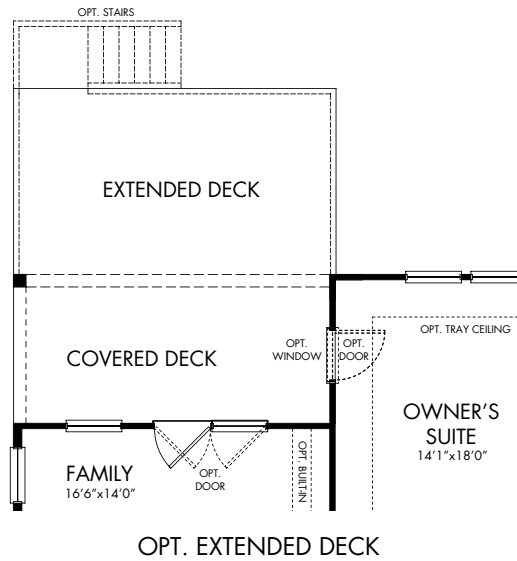 OPT. STAIRS
EXTENDED DECK
COVERED DECK
OPT.
WINDOW
OPT.
DOOR
OPT. TRAY CEILING
OWNER'S
SUITE
14'1"x18'0"
FAMILY
16'6"x14'0"
OPT.
DOOR
OPT. BUILT-IN
OPT. EXTENDED DECK